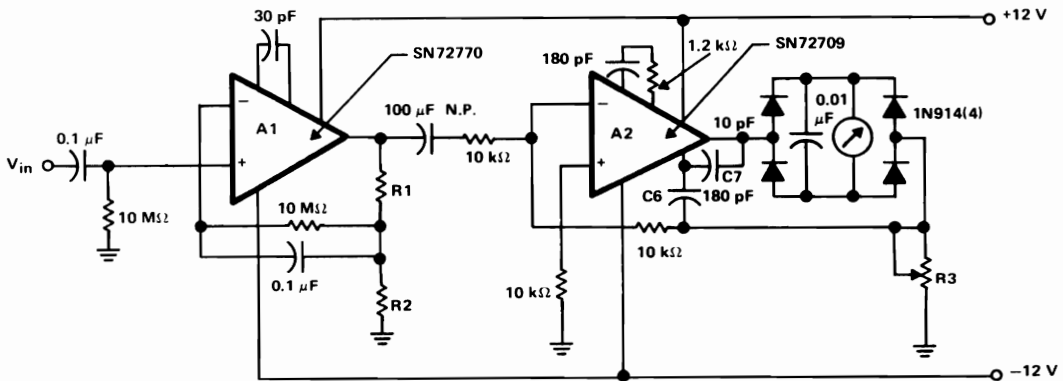 30 pF
+12 V
SN72770
180 pF
1.2 kΩ
SN72709
−
A1
+
100 μF N.P.
10 kΩ
−
A2
+
10 pF
0.01
μF
1N914(4)
0.1 μF
Vin
10 MΩ
R1
10 MΩ
0.1 μF
R2
C7
C6
180 pF
10 kΩ
10 kΩ
R3
−12 V